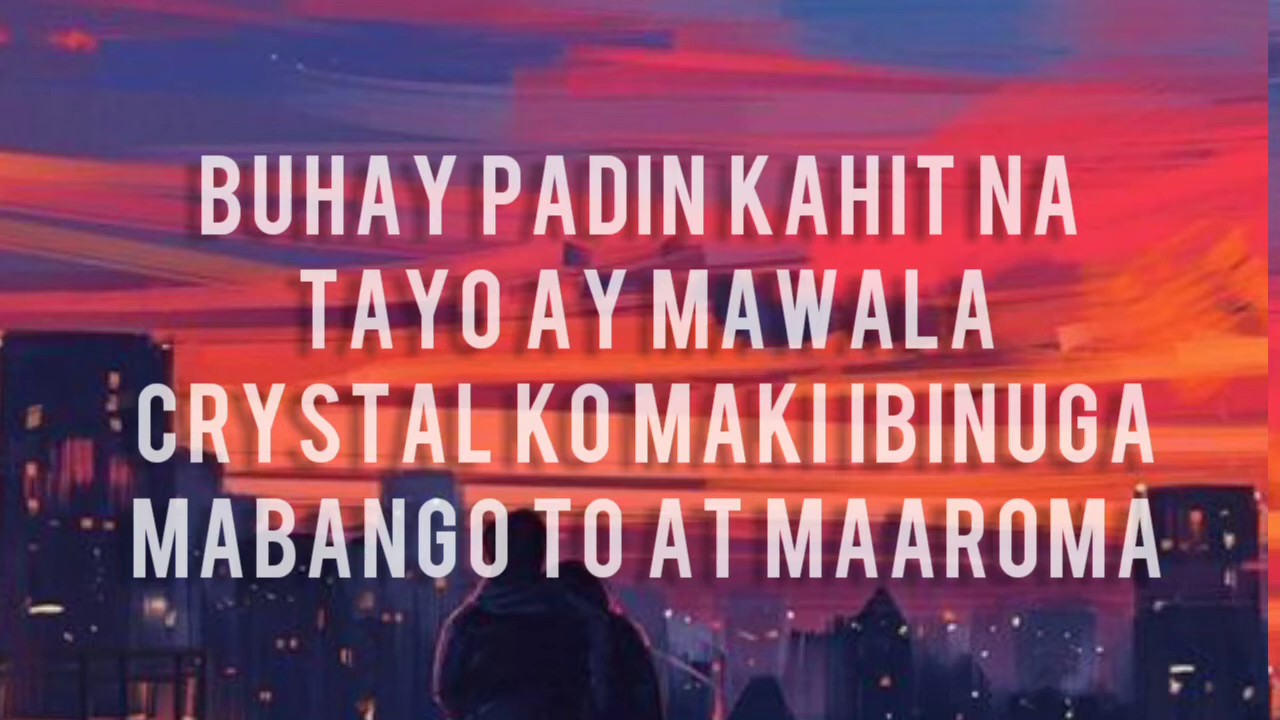 BUHAY PADIN KAHIT NA
TAYO AY MAWALA
CRYSTAL KO MAKI IBINUGA
MABANGO TO AT MAAROMA